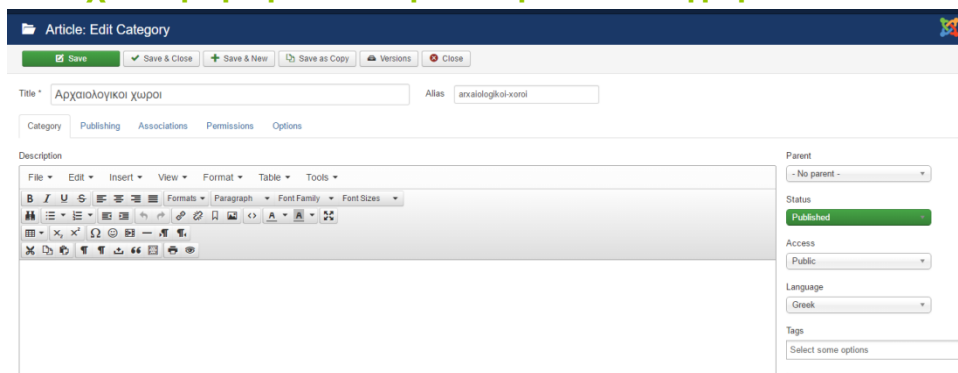 Article: Edit Category
Save Save & Close Save & New Save as Copy Versions Close
Title * Αρχαιολογικοι χωροι Alias arxaiologikoi-xoroi
Category Publishing Associations Permissions Options
Description Parent
File Edit Insert View Format Table Tools - No parent -
Status
B I U S Formats Paragraph Font Family Font Sizes
Published
Access
Public
Language
Greek
Tags
Select some options